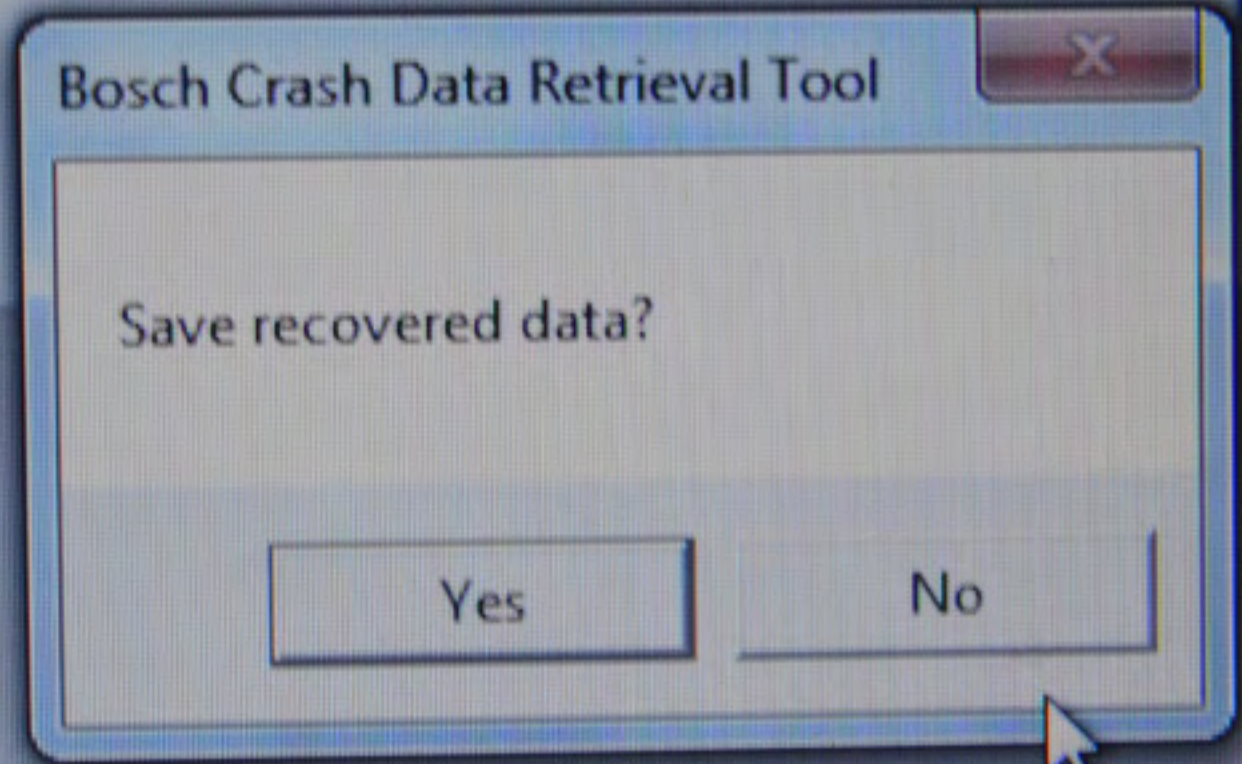 Bosch Crash Data Retrieval Tool
Save recovered data?
Yes
No